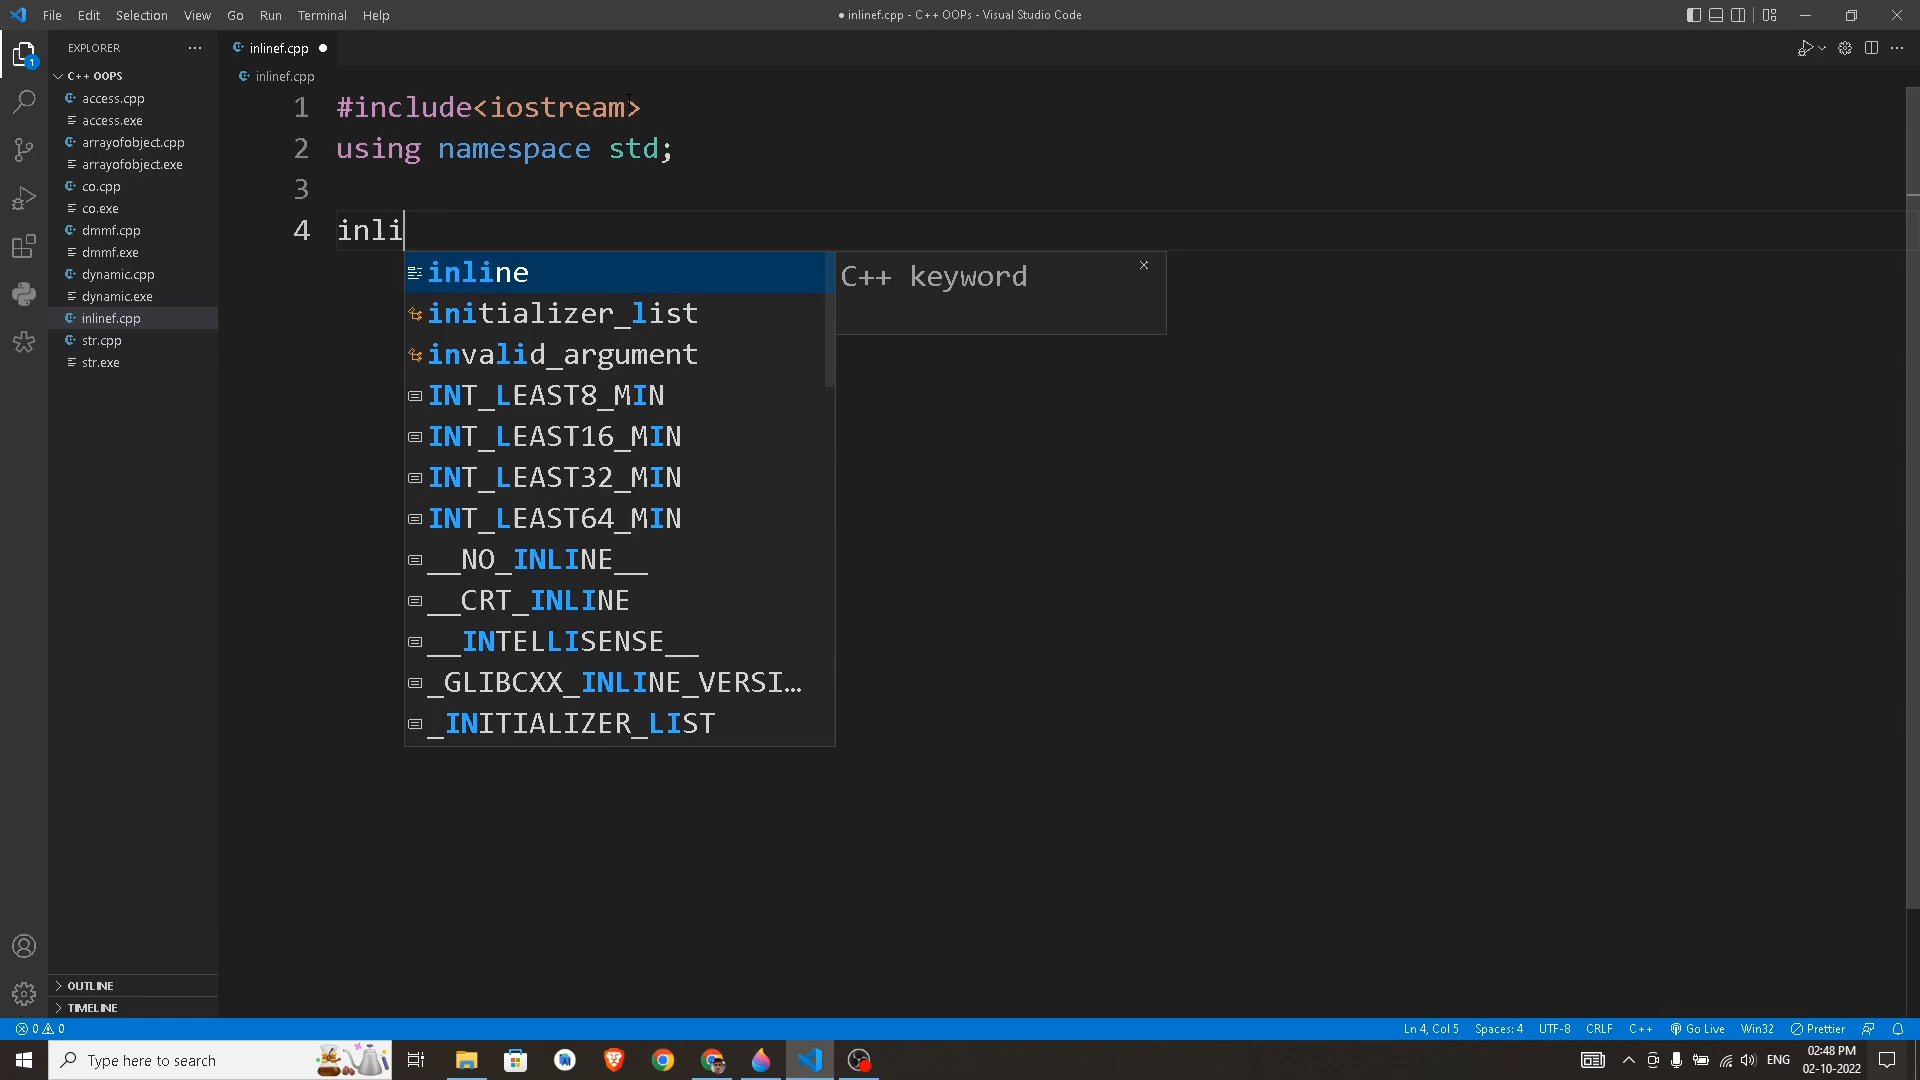 File Edit Selection View Go Run Terminal Help
● inlinef.cpp - C++ OOPs - Visual Studio Code
EXPLORER ...
1
C++ OOPS
access.cpp
access.exe
arrayofobject.cpp
arrayofobject.exe
co.cpp
co.exe
dmmf.cpp
dmmf.exe
dynamic.cpp
dynamic.exe
inlinef.cpp
str.cpp
str.exe
OUTLINE
TIMELINE
inlinef.cpp
inlinef.cpp
1 #include<iostream>
2 using namespace std;
3
4 inli
inline
initializer_list
invalid_argument
INT_LEAST8_MIN
INT_LEAST16_MIN
INT_LEAST32_MIN
INT_LEAST64_MIN
__NO_INLINE__
__CRT_INLINE
__INTELLISENSE__
_GLIBCXX_INLINE_VERSI...
_INITIALIZER_LIST
C++ keyword
0 0
Ln 4, Col 5 Spaces: 4 UTF-8 CRLF C++ Go Live Win32 Prettier
Type here to search
ENG
02:48 PM
02-10-2022